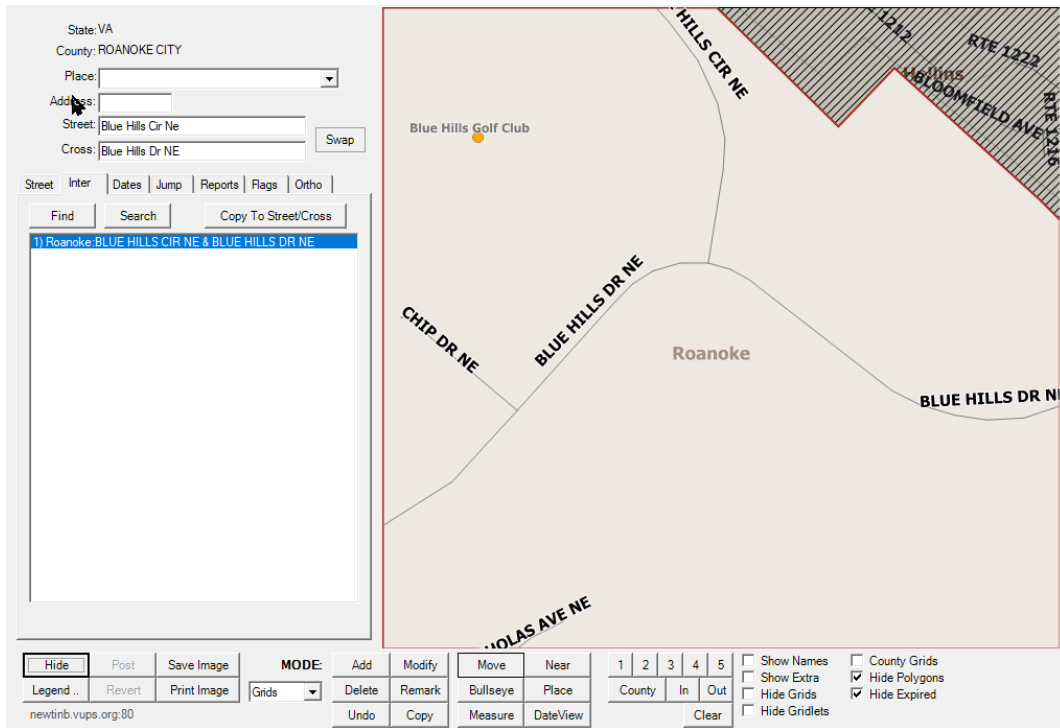 State: VA
County: ROANOKE CITY
Place:
Address:
Street: Blue Hills Cir Ne
Cross: Blue Hills Dr NE
Swap
Street Inter Dates Jump Reports Flags Ortho
Find Search Copy To Street/Cross
1) Roanoke:BLUE HILLS CIR NE & BLUE HILLS DR NE
HILLS CIR NE
1212
RTE 1222
Hollins
BLOOMFIELD AVE
RTE 1216
Blue Hills Golf Club
BLUE HILLS DR NE
CHIP DR NE
Roanoke
BLUE HILLS DR NE
HOLAS AVE NE
Hide Post Save Image MODE: Add Modify Move Near 1 2 3 4 5 Show Names County Grids
Show Extra Hide Polygons
Legend .. Revert Print Image Grids Delete Remark Bullseye Place County In Out Hide Grids Hide Expired
newtinb.vups.org:80 Undo Copy Measure DateView Clear Hide Gridlets